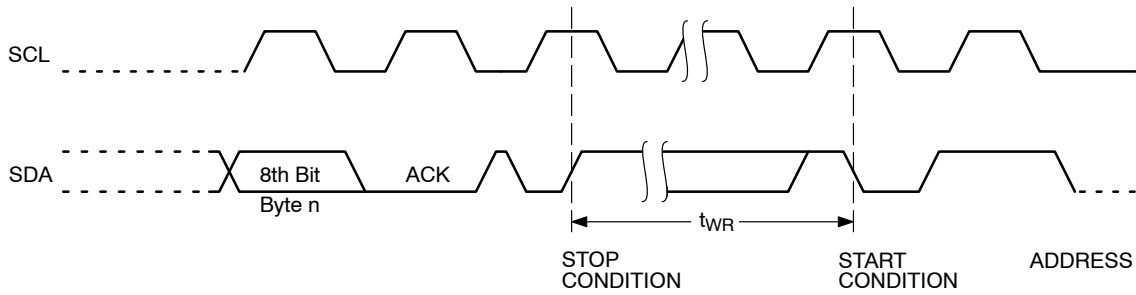 SCL
SDA
8th Bit
Byte n
ACK
tWR
STOP
CONDITION
START
CONDITION
ADDRESS